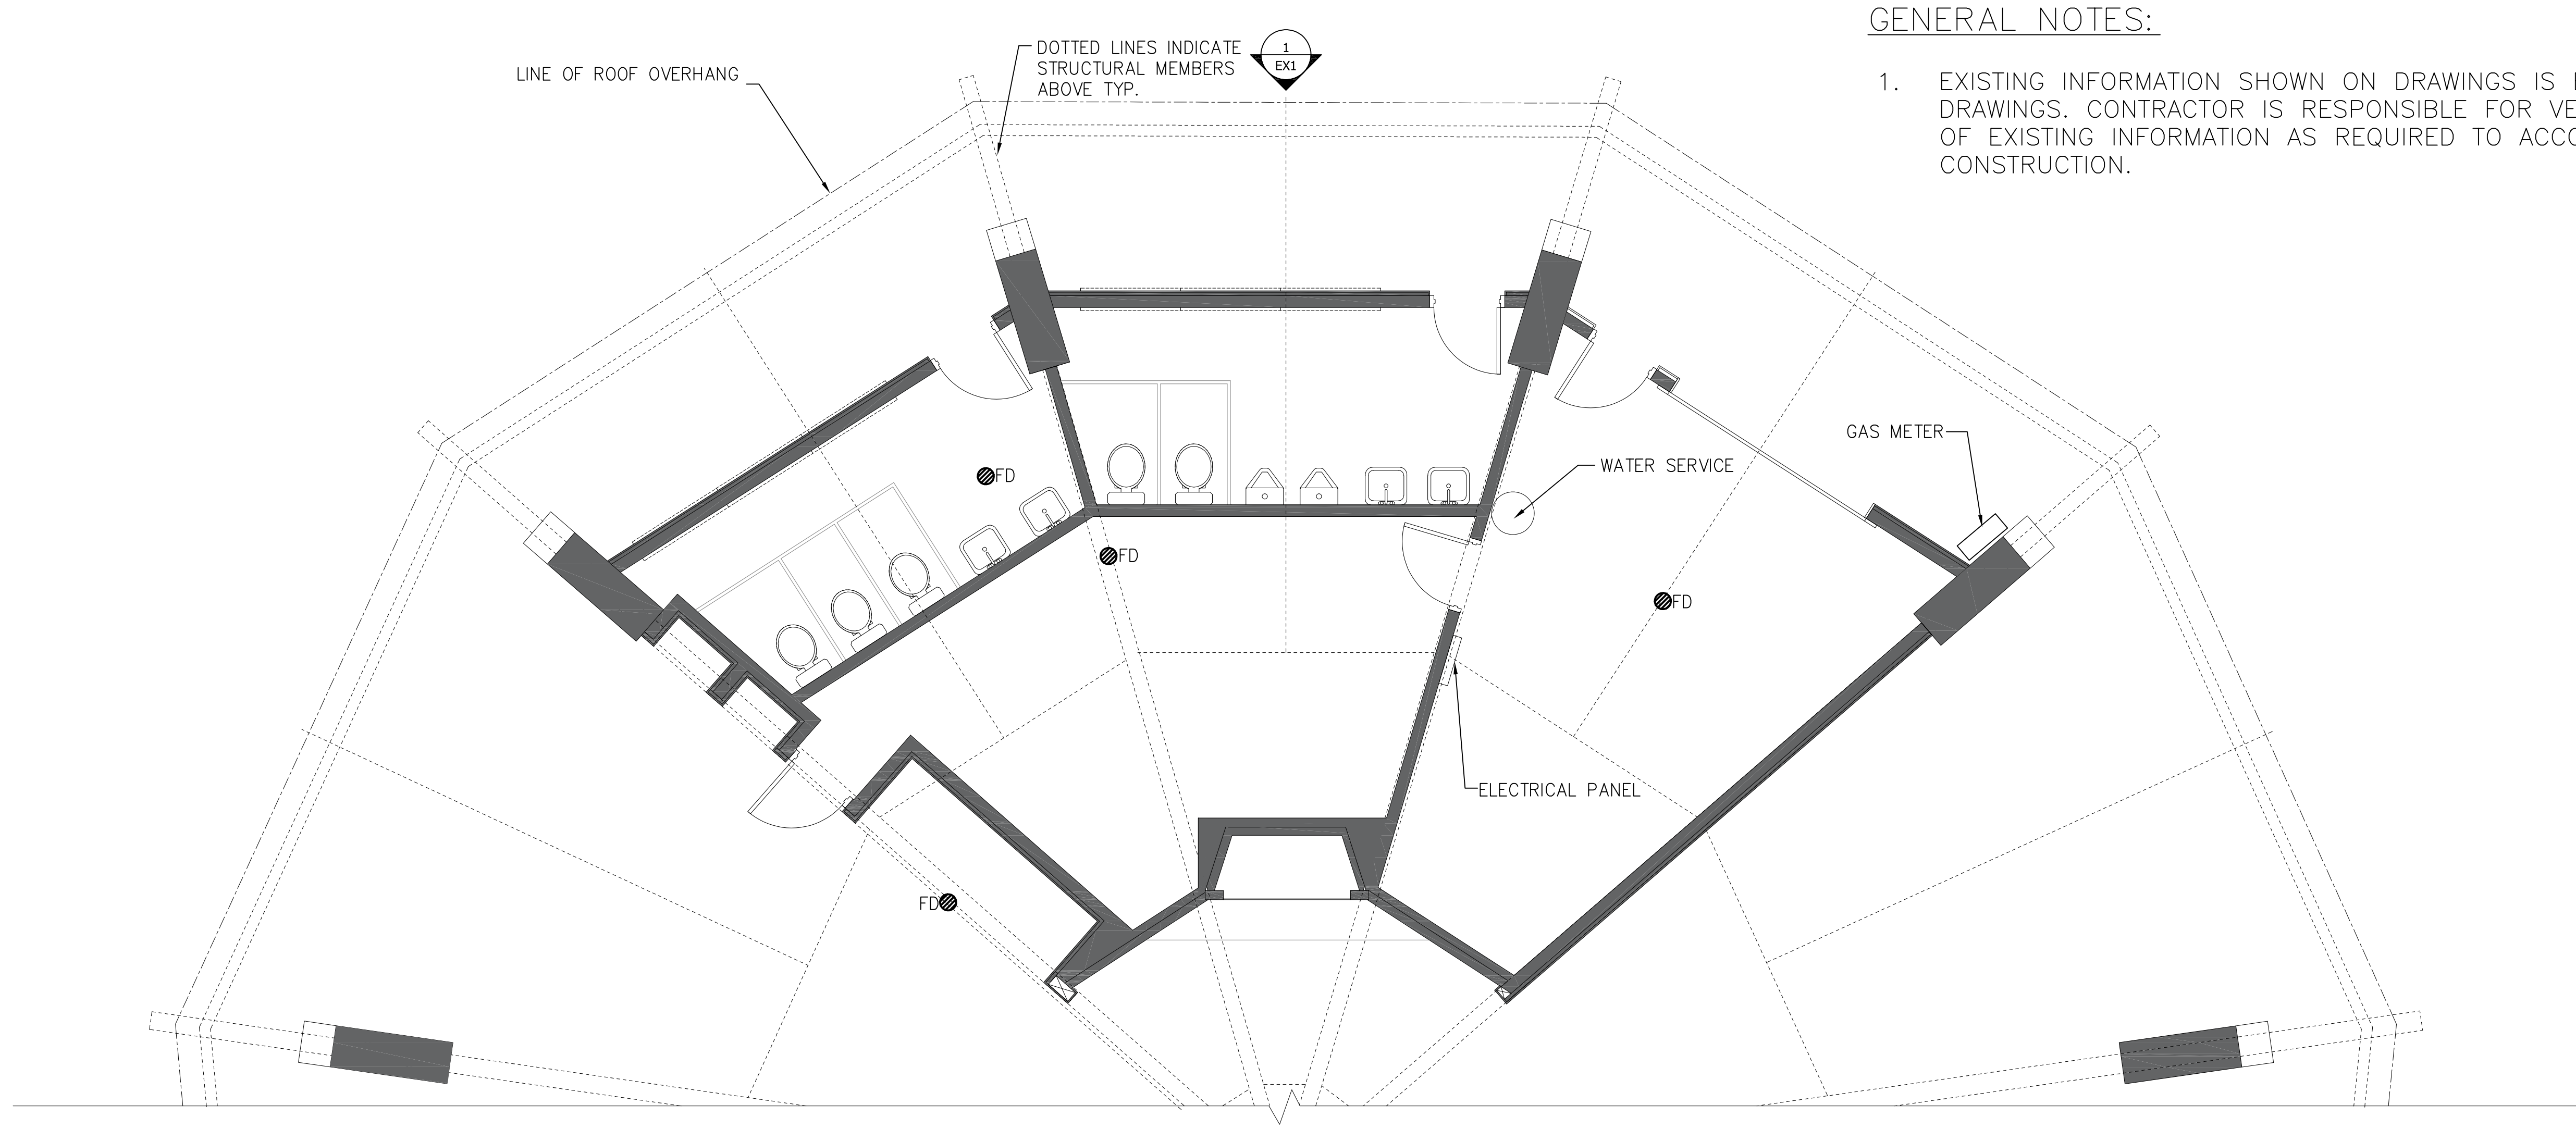 GENERAL NOTES:
DOTTED LINES INDICATE
STRUCTURAL MEMBERS
ABOVE TYP.
1
EX1
LINE OF ROOF OVERHANG
1. EXISTING INFORMATION SHOWN ON DRAWINGS IS
DRAWINGS. CONTRACTOR IS RESPONSIBLE FOR
OF EXISTING INFORMATION AS REQUIRED TO
CONSTRUCTION.
GAS METER
WATER SERVICE
FD
FD
FD
ELECTRICAL PANEL
FD